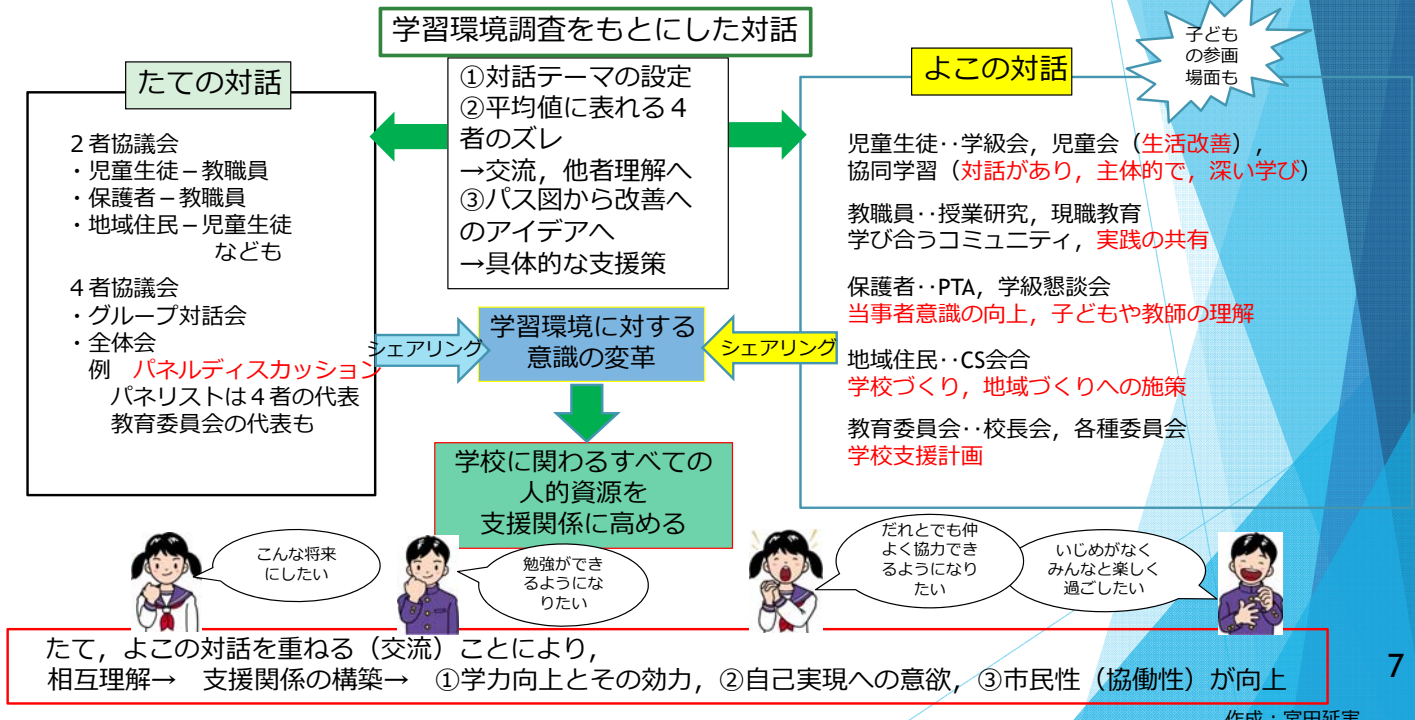 学習環境調査をもとにした対話
たての対話
２者協議会
・児童生徒－教職員
・保護者－教職員
・地域住民－児童生徒
なども
４者協議会
・グループ対話会
・全体会
例　パネルディスカッション
パネリストは４者の代表
教育委員会の代表も
①対話テーマの設定
②平均値に表れる４
者のズレ
→交流，他者理解へ
③パス図から改善へ
のアイデアへ
→具体的な支援策
よこの対話
子ども
の参画
場面も
児童生徒‥学級会，児童会（生活改善），
協同学習（対話があり，主体的で，深い学び）
教職員‥授業研究，現職教育
学び合うコミュニティ，実践の共有
保護者‥PTA，学級懇談会
当事者意識の向上，子どもや教師の理解
地域住民‥CS会合
学校づくり，地域づくりへの施策
教育委員会‥校長会，各種委員会
学校支援計画
シェアリング
学習環境に対する
意識の変革
シェアリング
学校に関わるすべての
人的資源を
支援関係に高める
こんな将来
にしたい
勉強ができ
るようにな
りたい
だれとでも仲
よく協力でき
るようになり
たい
いじめがなく
みんなと楽しく
過ごしたい
たて，よこの対話を重ねる（交流）ことにより，
相互理解→　支援関係の構築→　①学力向上とその効力，②自己実現への意欲，③市民性（協働性）が向上
7